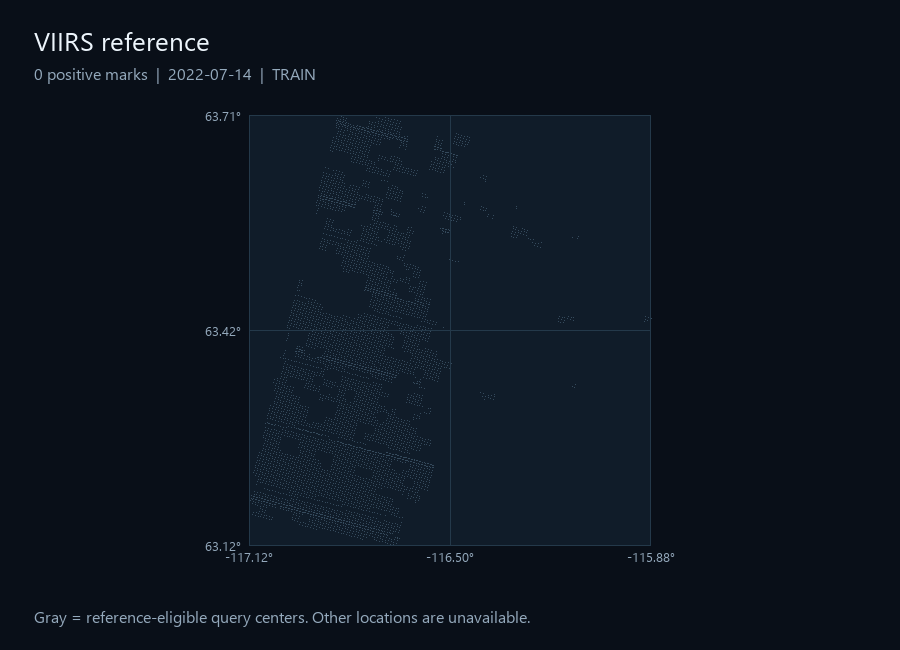 VIIRS reference
0 positive marks | 2022-07-14 | TRAIN
63.71°
63.42°
63.12°
-117.12°
-116.50°
-115.88°
Gray = reference-eligible query centers. Other locations are unavailable.